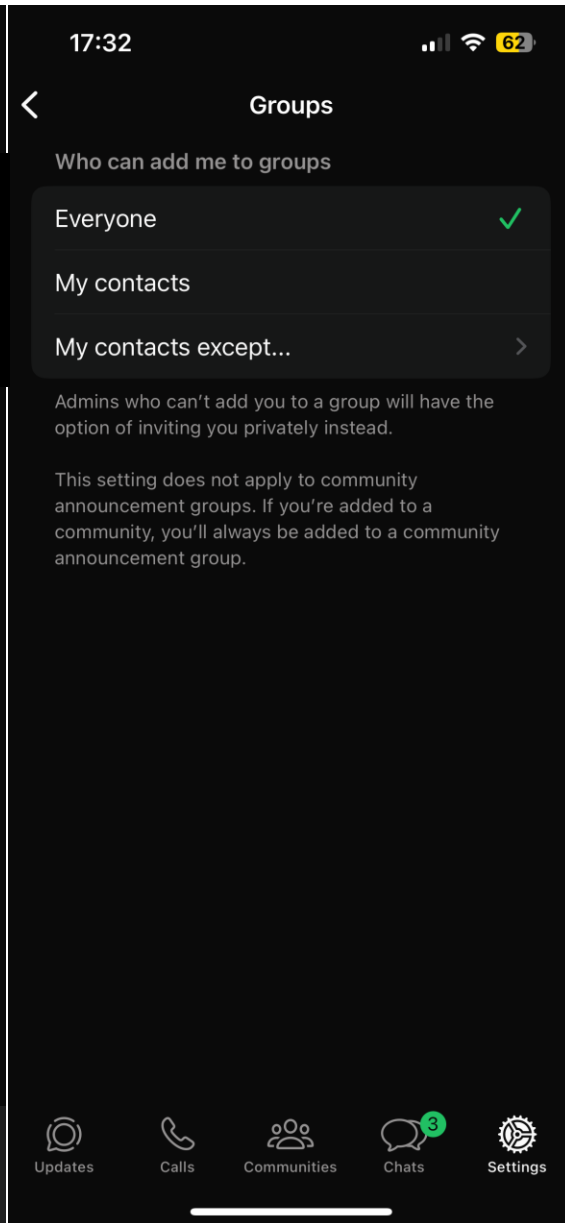 17:32
62
Groups
Who can add me to groups
Everyone
My contacts
My contacts except...
Admins who can’t add you to a group will have the
option of inviting you privately instead.
This setting does not apply to community
announcement groups. If you’re added to a
community, you’ll always be added to a community
announcement group.
3
Updates Calls Communities Chats Settings